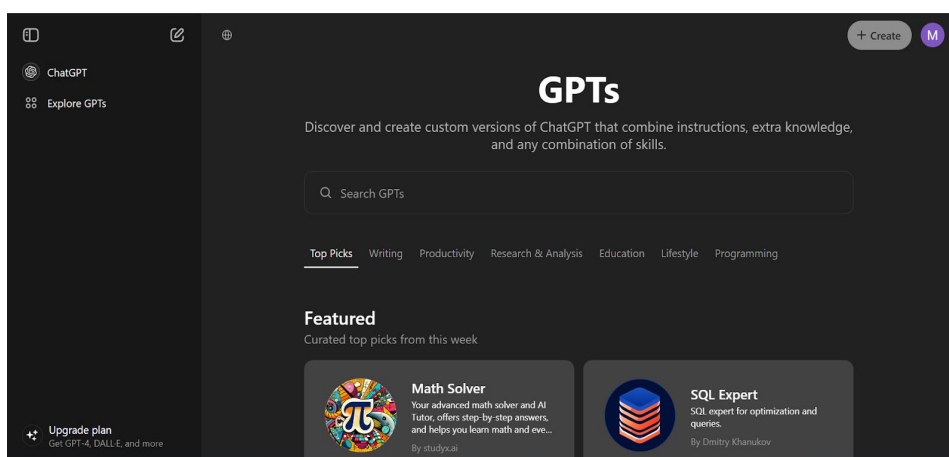 + Create
M
ChatGPT
Explore GPTs
GPTs
Discover and create custom versions of ChatGPT that combine instructions, extra knowledge,
and any combination of skills.
Search GPTs
Top Picks Writing Productivity Research & Analysis Education Lifestyle Programming
Featured
Curated top picks from this week
Math Solver
Your advanced math solver and AI
Tutor, offers step-by-step answers,
and helps you learn math and eve...
By studyx.ai
SQL Expert
SQL expert for optimization and
queries.
By Dmitry Khanukov
Upgrade plan
Get GPT-4, DALL·E, and more